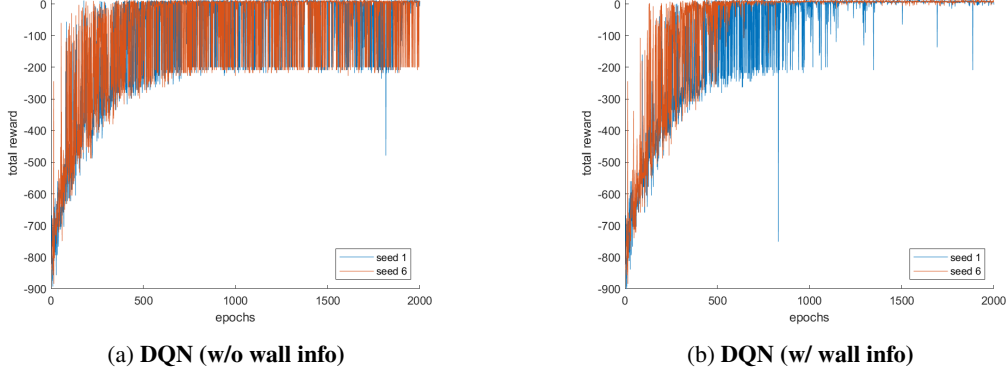 0
-100
-200
-300
-400
-500
-600
-700
-800
-900
total reward
0 500 1000 1500 2000
epochs
seed 1
seed 6
(a) DQN (w/o wall info)
0
-100
-200
-300
-400
-500
-600
-700
-800
-900
total reward
0 500 1000 1500 2000
epochs
seed 1
seed 6
(b) DQN (w/ wall info)